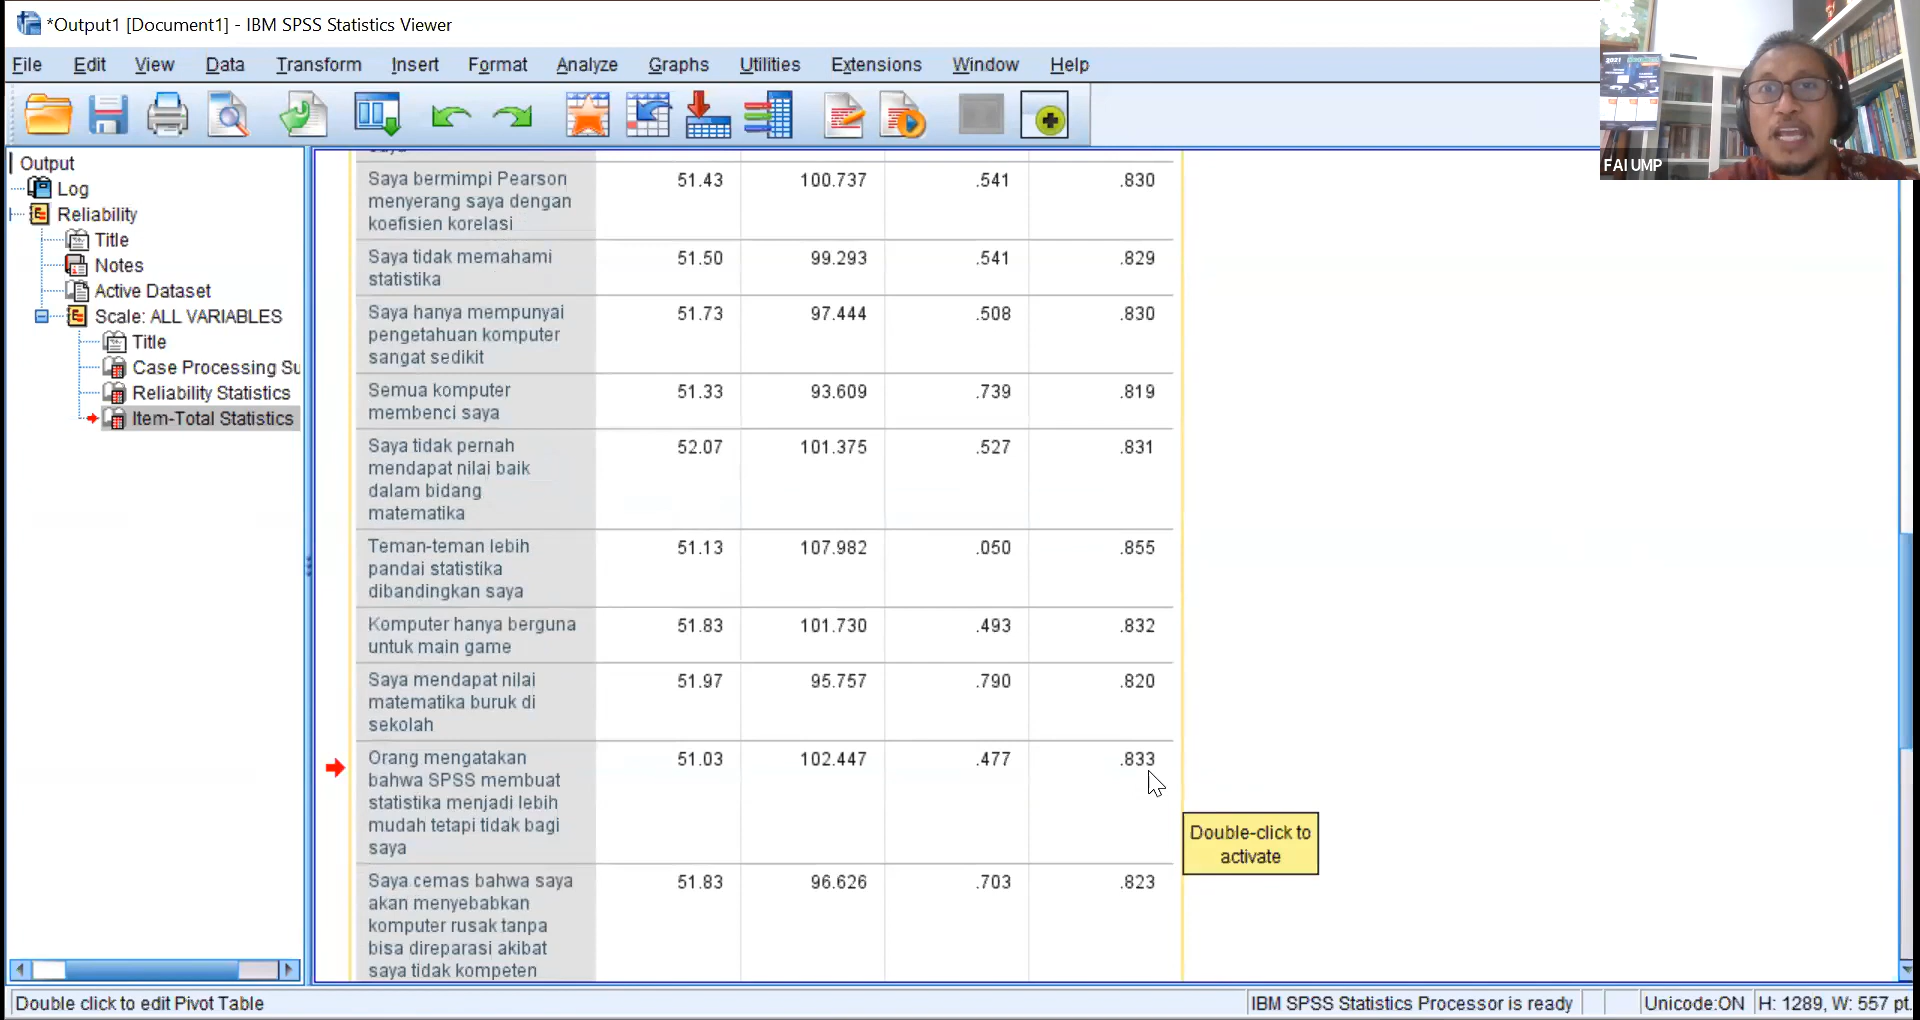 *Output1 [Document1] - IBM SPSS Statistics Viewer
File Edit View Data Transform Insert Format Analyze Graphs Utilities Extensions Window Help
FAI UMP
Output
Log
Reliability
Title
Notes
Active Dataset
Scale: ALL VARIABLES
Title
Case Processing Su
Reliability Statistics
Item-Total Statistics
Saya bermimpi Pearson 51.43 100.737 .541 .830
menyerang saya dengan
koefisien korelasi
Saya tidak memahami 51.50 99.293 .541 .829
statistika
Saya hanya mempunyai 51.73 97.444 .508 .830
pengetahuan komputer
sangat sedikit
Semua komputer 51.33 93.609 .739 .819
membenci saya
Saya tidak pernah 52.07 101.375 .527 .831
mendapat nilai baik
dalam bidang
matematika
Teman-teman lebih 51.13 107.982 .050 .855
pandai statistika
dibandingkan saya
Komputer hanya berguna 51.83 101.730 .493 .832
untuk main game
Saya mendapat nilai 51.97 95.757 .790 .820
matematika buruk di
sekolah
Orang mengatakan 51.03 102.447 .477 .833
bahwa SPSS membuat
statistika menjadi lebih
mudah tetapi tidak bagi
saya
Saya cemas bahwa saya 51.83 96.626 .703 .823
akan menyebabkan
komputer rusak tanpa
bisa direparasi akibat
saya tidak kompeten
Double-click to
activate
Double click to edit Pivot Table
IBM SPSS Statistics Processor is ready Unicode:ON H: 1289, W: 557 pt.